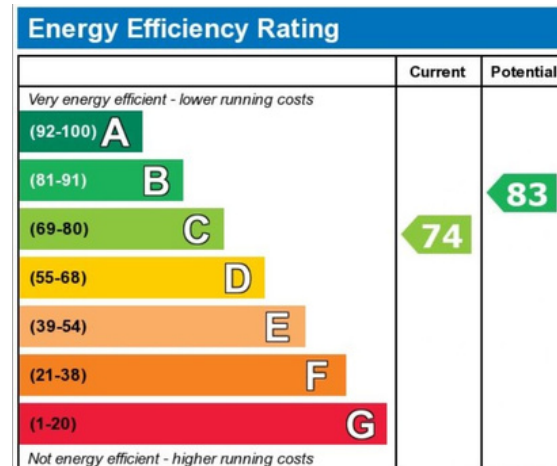 Energy Efficiency Rating
Current Potential
Very energy efficient - lower running costs
(92-100) A
(81-91) B
83
(69-80) C
74
(55-68) D
(39-54) E
(21-38) F
(1-20) G
Not energy efficient - higher running costs